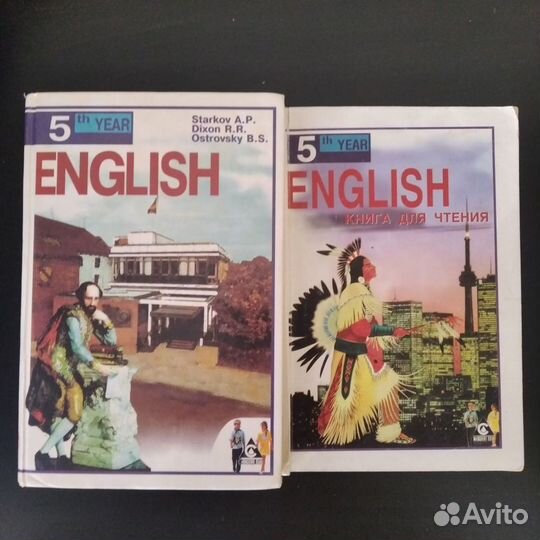 5th YEAR
Starkov A.P.
Dixon R.R.
Ostrovsky B.S.
ENGLISH
5th YEAR
ENGLISH
КНИГА ДЛЯ ЧТЕНИЯ
Avito